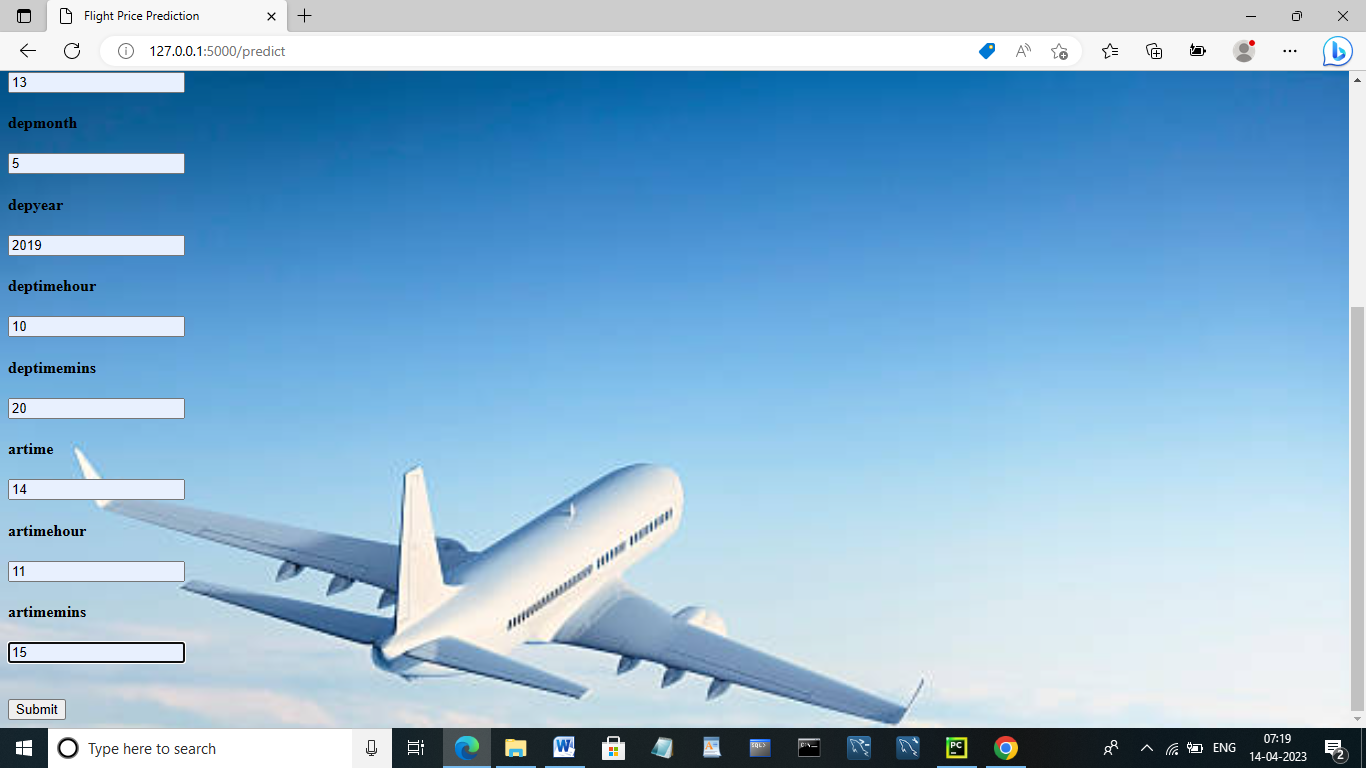 Flight Price Prediction
127.0.0.1:5000/predict
13
depmonth
5
depyear
2019
deptimehour
10
deptimemins
20
artime
14
artimehour
11
artimemins
15
Submit
Type here to search
ENG
07:19
14-04-2023
2